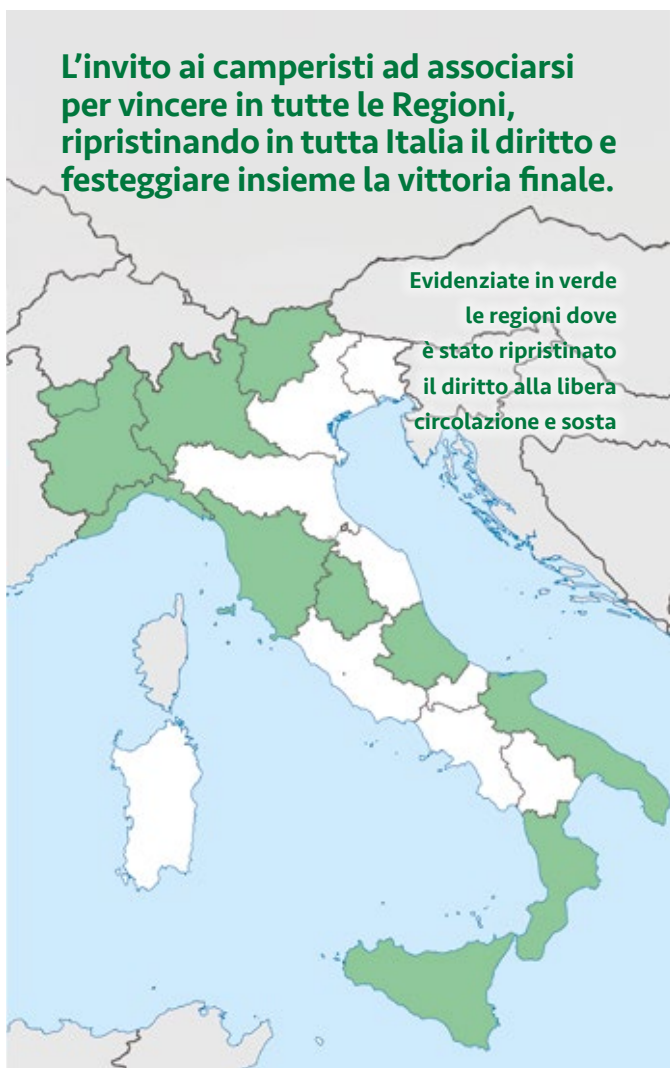 L’invito ai camperisti ad associarsi
per vincere in tutte le Regioni,
ripristinando in tutta Italia il diritto e
festeggiare insieme la vittoria finale.
Evidenziate in verde
le regioni dove
è stato ripristinato
il diritto alla libera
circolazione e sosta